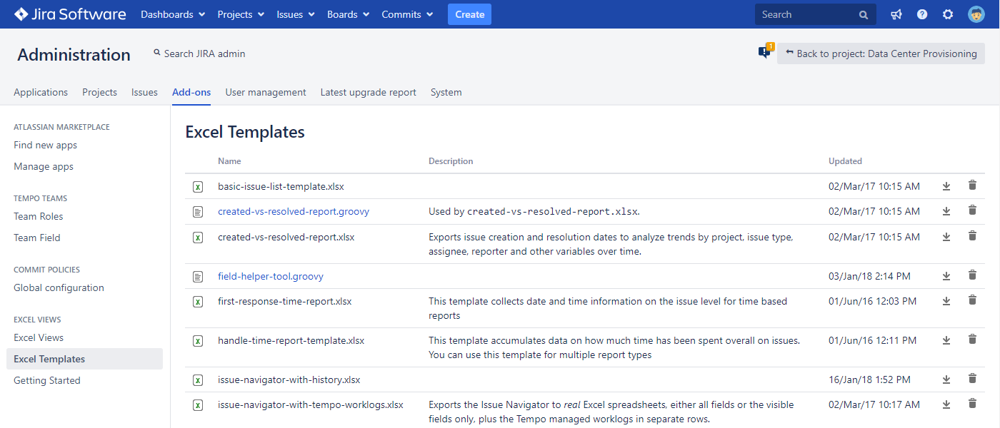 Jira Software Dashboards Projects Issues Boards Commits Create Search
Administration Search JIRA admin 1 Back to project: Data Center Provisioning
Applications Projects Issues Add-ons User management Latest upgrade report System
ATLASSIAN MARKETPLACE
Find new apps
Manage apps
TEMPO TEAMS
Team Roles
Team Field
COMMIT POLICIES
Global configuration
EXCEL VIEWS
Excel Views
Excel Templates
Getting Started
Excel Templates
Name Description Updated
basic-issue-list-template.xlsx 02/Mar/17 10:15 AM
created-vs-resolved-report.groovy Used by created-vs-resolved-report.xlsx. 02/Mar/17 10:15 AM
created-vs-resolved-report.xlsx Exports issue creation and resolution dates to analyze trends by project, issue type, 02/Mar/17 10:15 AM
assignee, reporter and other variables over time.
field-helper-tool.groovy 03/Jan/18 2:14 PM
first-response-time-report.xlsx This template collects date and time information on the issue level for time based 01/Jun/16 12:03 PM
reports
handle-time-report-template.xlsx This template accumulates data on how much time has been spent overall on issues. 01/Jun/16 12:11 PM
You can use this template for multiple report types
issue-navigator-with-history.xlsx 16/Jan/18 1:52 PM
issue-navigator-with-tempo-worklogs.xlsx Exports the Issue Navigator to real Excel spreadsheets, either all fields or the visible 02/Mar/17 10:17 AM
fields only, plus the Tempo managed worklogs in separate rows.